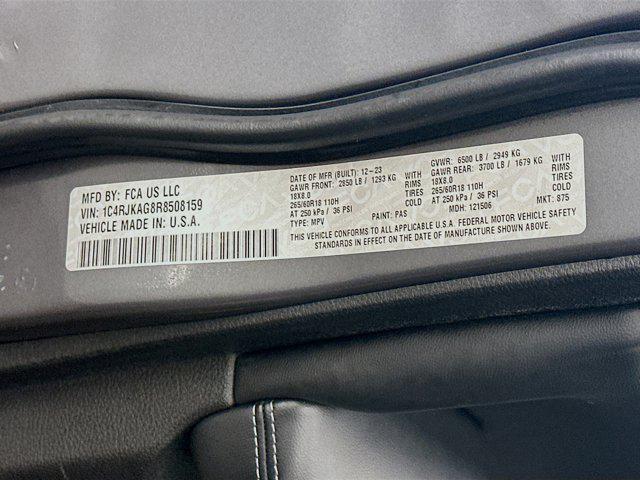 MFD BY: FCA US LLC
VIN: 1C4RJKAG8R8508159
VEHICLE MADE IN: U.S.A.
DATE OF MFR (BUILT): 12-23
GAWR FRONT: 2850 LB / 1293 KG
18X8.0 RIMS
265/60R18 110H TIRES
AT 250 kPa / 36 PSI COLD
TYPE: MPV PAINT: PAS
GVWR: 6500 LB / 2949 KG
GAWR REAR: 3700 LB / 1679 KG
18X8.0 RIMS
265/60R18 110H TIRES
AT 250 kPa / 36 PSI COLD
MDH: 121506 MKT: 875
THIS VEHICLE CONFORMS TO ALL APPLICABLE U.S.A. FEDERAL MOTOR VEHICLE SAFETY STANDARDS
IN EFFECT ON THE DATE OF MANUFACTURE SHOWN ABOVE.